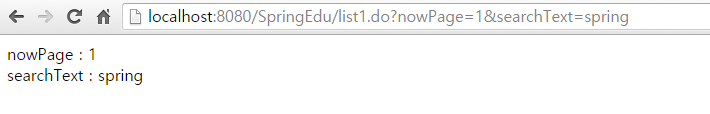 localhost:8080/SpringEdu/list1.do?nowPage=1&searchText=spring
nowPage : 1
searchText : spring